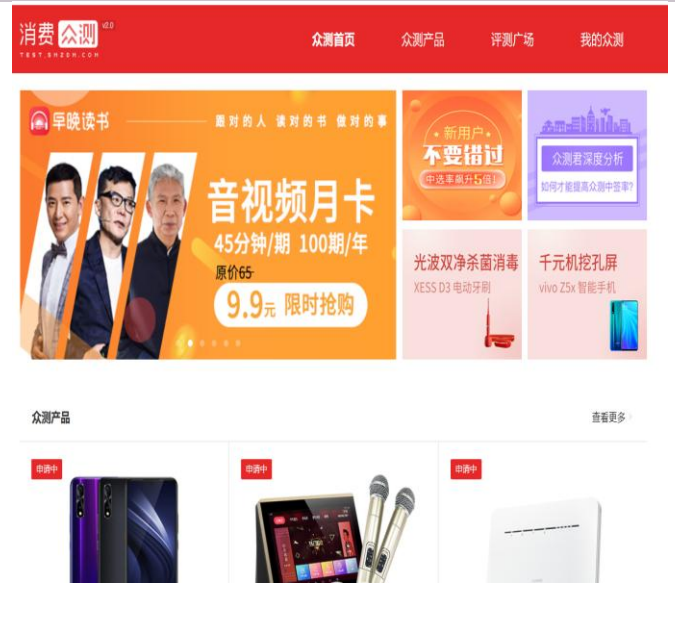 消费 众测 v2.0
TEST.SMZDM.COM
众测首页
众测产品
评测广场
我的众测
早晚读书
跟对的人 读对的书 做对的事
音视频月卡
45分钟/期 100期/年
原价65
9.9元 限时抢购
新用户
不要错过
中选率飙升5倍!
众测君深度分析
如何才能提高众测中签率?
光波双净杀菌消毒
XESS D3 电动牙刷
千元机挖孔屏
vivo Z5x 智能手机
众测产品
查看更多
申请中
申请中
申请中